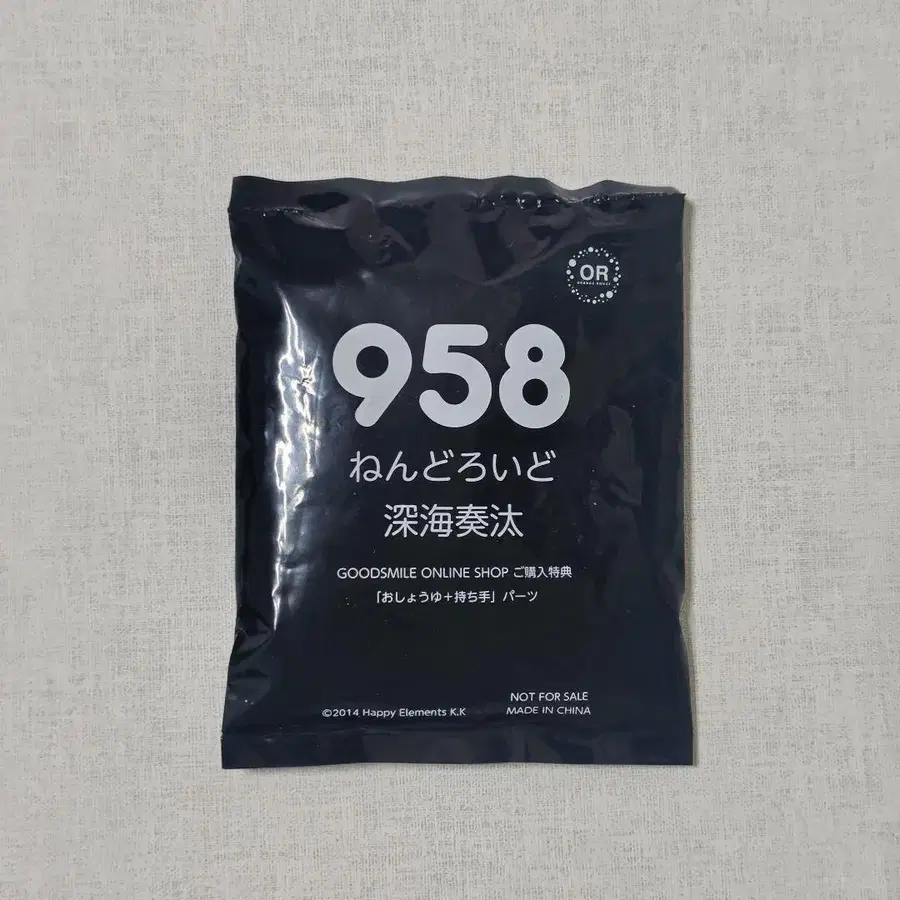 OR
ORANGE ROUGE
958
ねんどろいど
深海奏汰
GOODSMILE ONLINE SHOP ご購入特典
「おしょうゆ+持ち手」パーツ
NOT FOR SALE
©2014 Happy Elements K.K
MADE IN CHINA